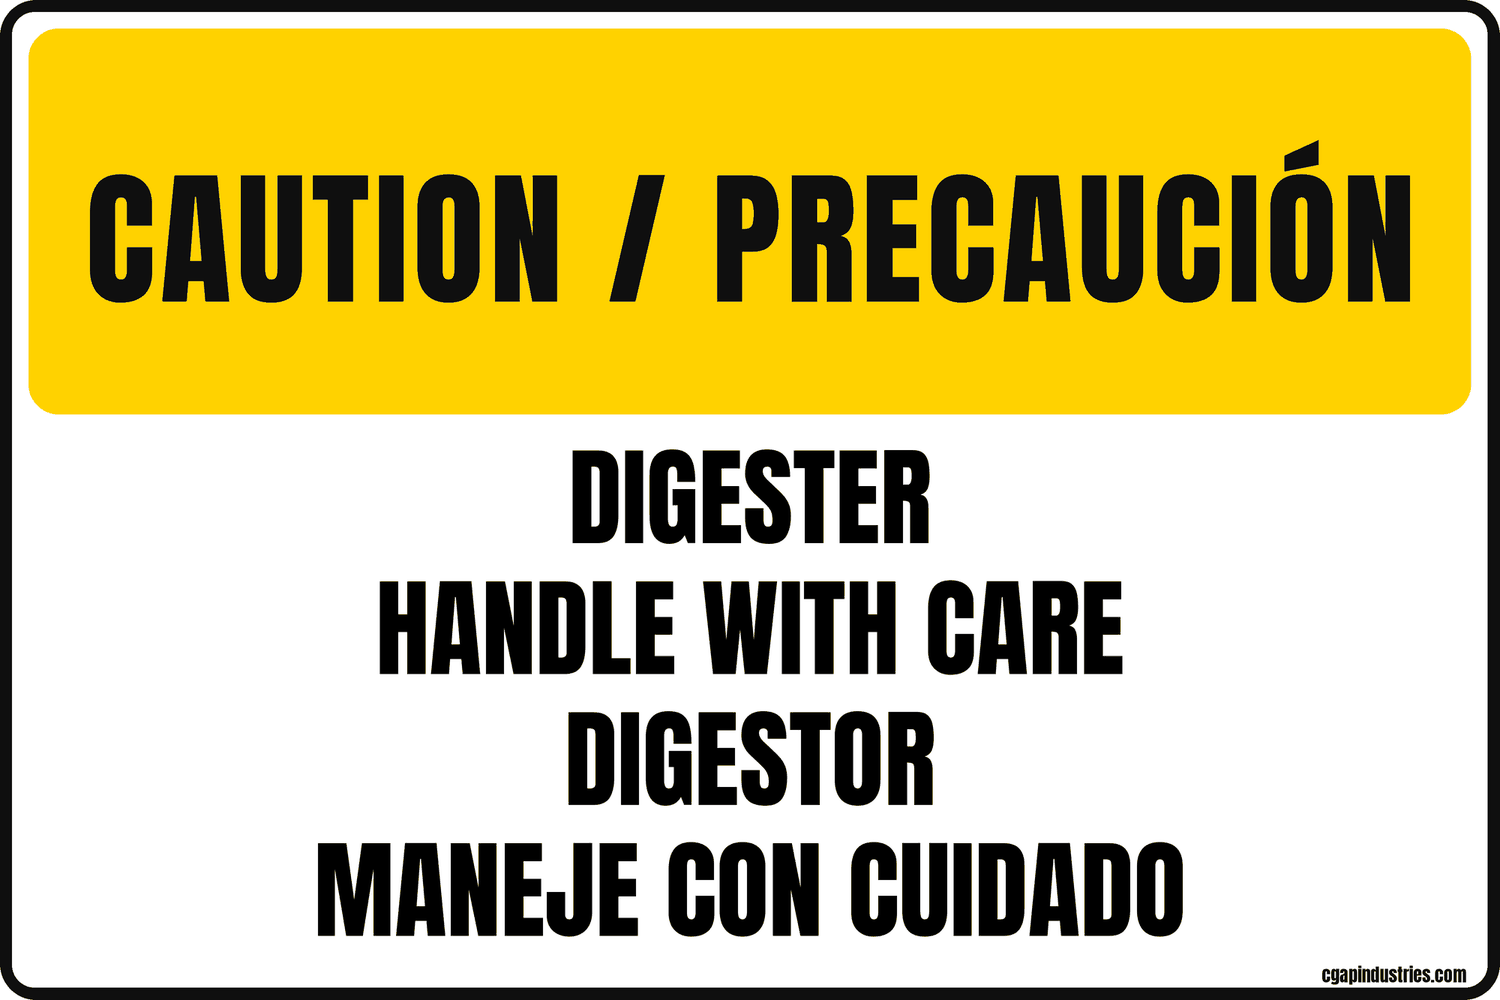 CAUTION / PRECAUCIÓN
DIGESTER
HANDLE WITH CARE
DIGESTOR
MANEJE CON CUIDADO
cgapindustries.com